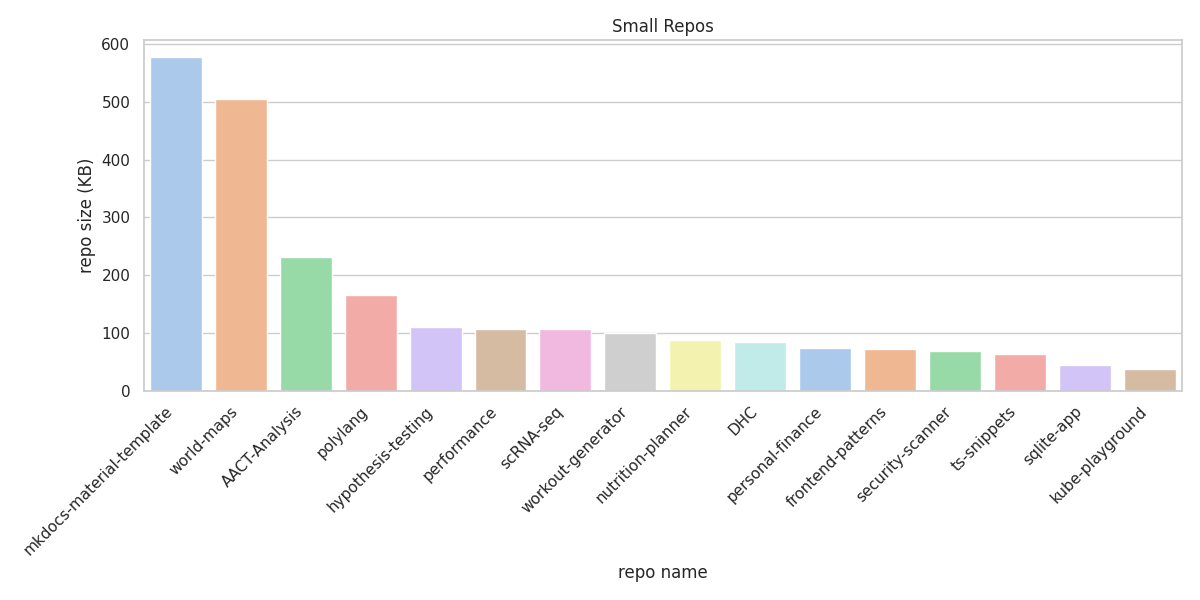 Small Repos
repo size (KB)
600
500
400
300
200
100
0
mkdocs-material-template
world-maps
AACT-Analysis
polylang
hypothesis-testing
performance
scRNA-seq
workout-generator
nutrition-planner
DHC
personal-finance
frontend-patterns
security-scanner
ts-snippets
sqlite-app
kube-playground
repo name